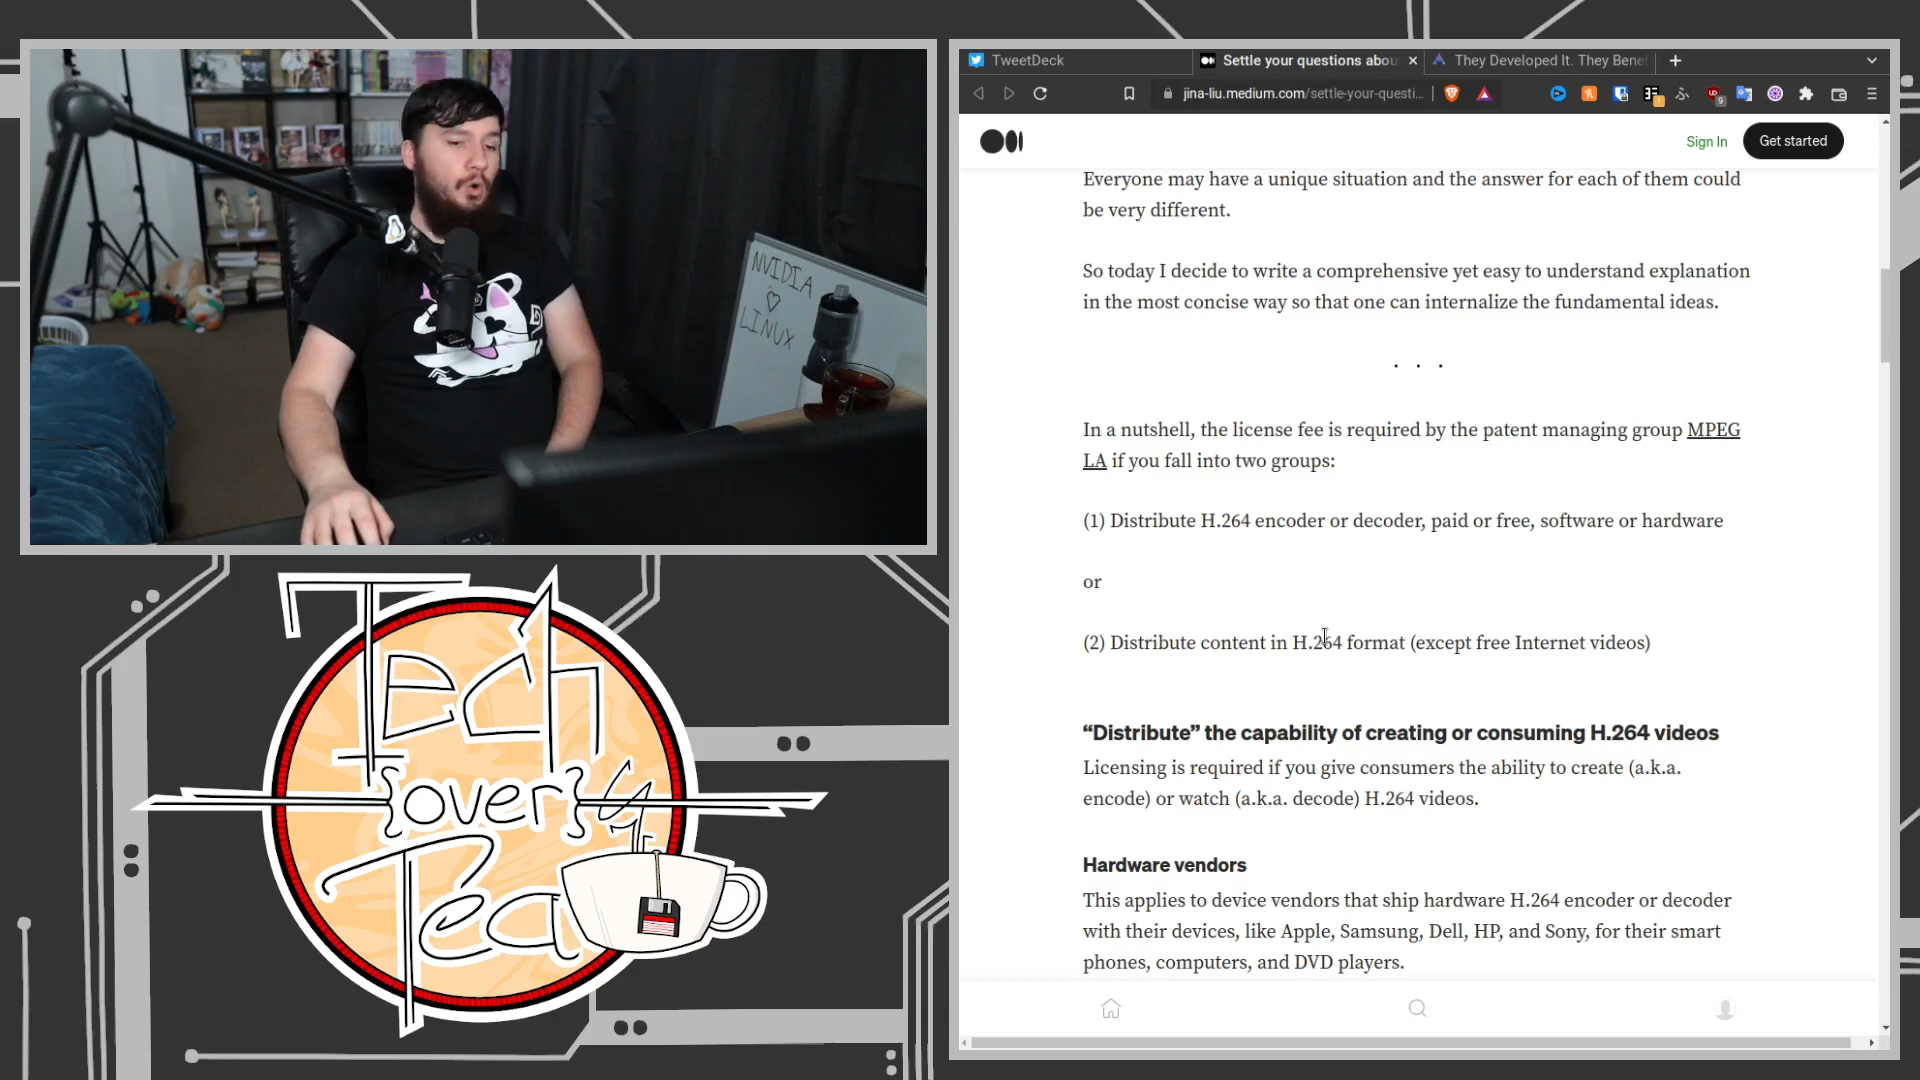 NVIDIA
♡
LINUX
Tech
{over}
Tea
TweetDeck
Settle your questions abou
They Developed It. They Bene
jina-liu.medium.com/settle-your-questi...
9
Sign In
Get started
Everyone may have a unique situation and the answer for each of them could
be very different.
So today I decide to write a comprehensive yet easy to understand explanation
in the most concise way so that one can internalize the fundamental ideas.
. . .
In a nutshell, the license fee is required by the patent managing group MPEG
LA if you fall into two groups:
(1) Distribute H.264 encoder or decoder, paid or free, software or hardware
or
(2) Distribute content in H.264 format (except free Internet videos)
“Distribute” the capability of creating or consuming H.264 videos
Licensing is required if you give consumers the ability to create (a.k.a.
encode) or watch (a.k.a. decode) H.264 videos.
Hardware vendors
This applies to device vendors that ship hardware H.264 encoder or decoder
with their devices, like Apple, Samsung, Dell, HP, and Sony, for their smart
phones, computers, and DVD players.